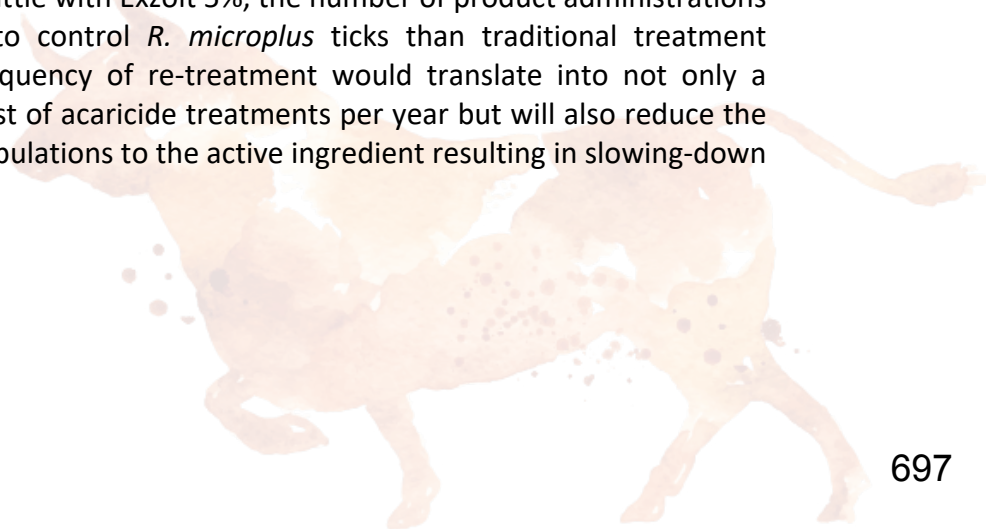 ttle with Exzolt 5%, the number of product administrations
to control R. microplus ticks than traditional treatment
quency of re-treatment would translate into not only a
st of acaricide treatments per year but will also reduce the
pulations to the active ingredient resulting in slowing-down
697